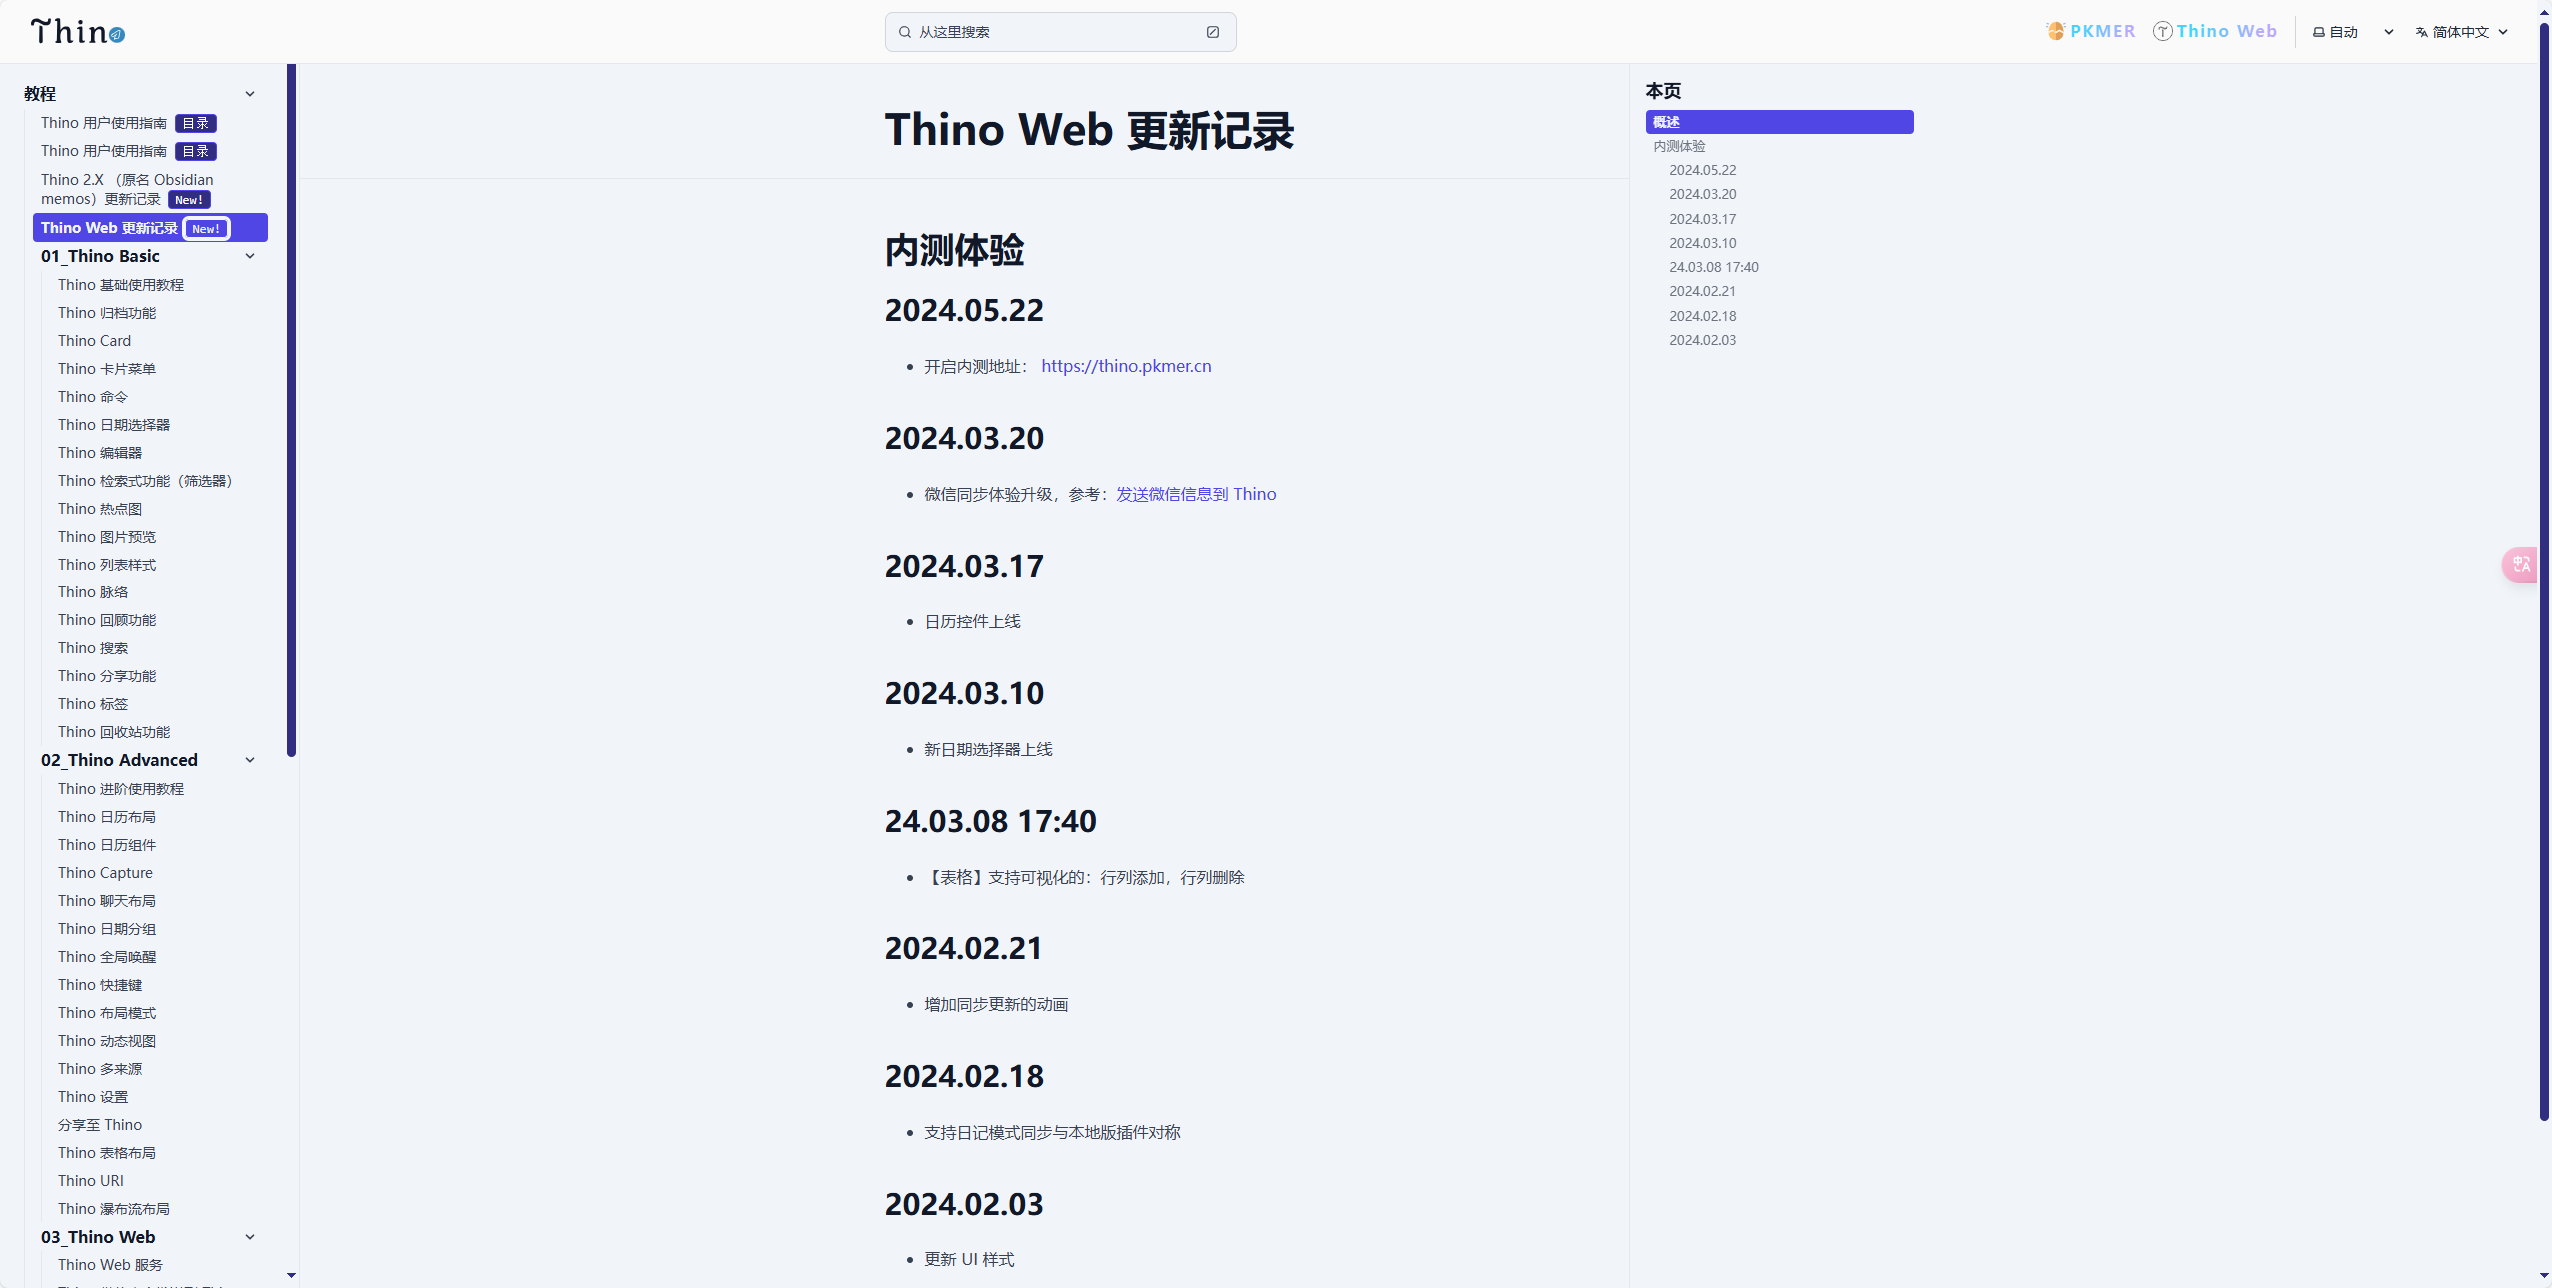 Thino
从这里搜索
PKMER
Thino Web
自动
简体中文
教程
Thino 用户使用指南 目录
Thino 用户使用指南 目录
Thino 2.X （原名 Obsidian
memos）更新记录 New!
Thino Web 更新记录 New!
01_Thino Basic
Thino 基础使用教程
Thino 归档功能
Thino Card
Thino 卡片菜单
Thino 命令
Thino 日期选择器
Thino 编辑器
Thino 检索式功能（筛选器）
Thino 热点图
Thino 图片预览
Thino 列表样式
Thino 脉络
Thino 回顾功能
Thino 搜索
Thino 分享功能
Thino 标签
Thino 回收站功能
02_Thino Advanced
Thino 进阶使用教程
Thino 日历布局
Thino 日历组件
Thino Capture
Thino 聊天布局
Thino 日期分组
Thino 全局唤醒
Thino 快捷键
Thino 布局模式
Thino 动态视图
Thino 多来源
Thino 设置
分享至 Thino
Thino 表格布局
Thino URI
Thino 瀑布流布局
03_Thino Web
Thino Web 服务
Thino Web 更新记录
内测体验
2024.05.22
开启内测地址： https://thino.pkmer.cn
2024.03.20
微信同步体验升级，参考：发送微信信息到 Thino
2024.03.17
日历控件上线
2024.03.10
新日期选择器上线
24.03.08 17:40
【表格】支持可视化的：行列添加，行列删除
2024.02.21
增加同步更新的动画
2024.02.18
支持日记模式同步与本地版插件对称
2024.02.03
更新 UI 样式
本页
概述
内测体验
2024.05.22
2024.03.20
2024.03.17
2024.03.10
24.03.08 17:40
2024.02.21
2024.02.18
2024.02.03